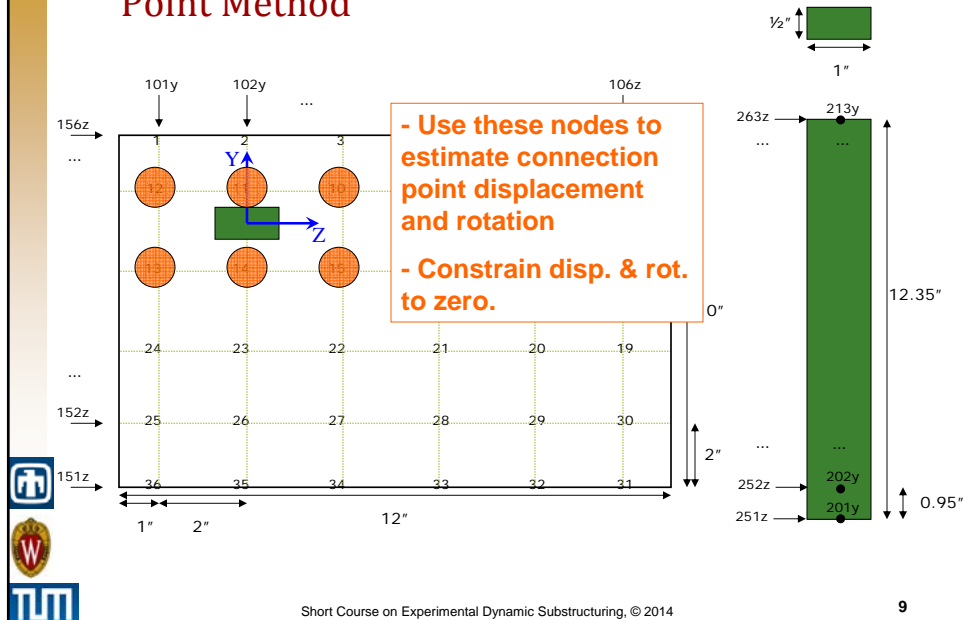 Point Method
½"
1"
101y 102y ... 106z
156z
...
1 2 3
Y
Z
12 11 10
13 14 15
- Use these nodes to
estimate connection
point displacement
and rotation
- Constrain disp. & rot.
to zero.
0"
24 23 22 21 20 19
...
152z
25 26 27 28 29 30
2"
151z
36 35 34 33 32 31
1" 2" 12"
263z 213y
... ...
12.35"
... ...
252z 202y
0.95"
251z 201y
W
TUM
Short Course on Experimental Dynamic Substructuring, © 2014
9